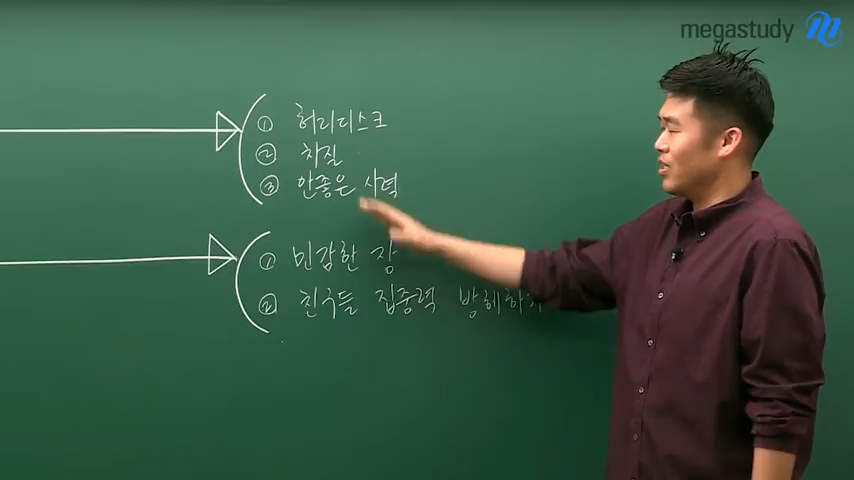 megastudy
① 허리디스크
② 치질
③ 안좋은 시력
① 민감한 장
② 친구들 집중력 방해하기